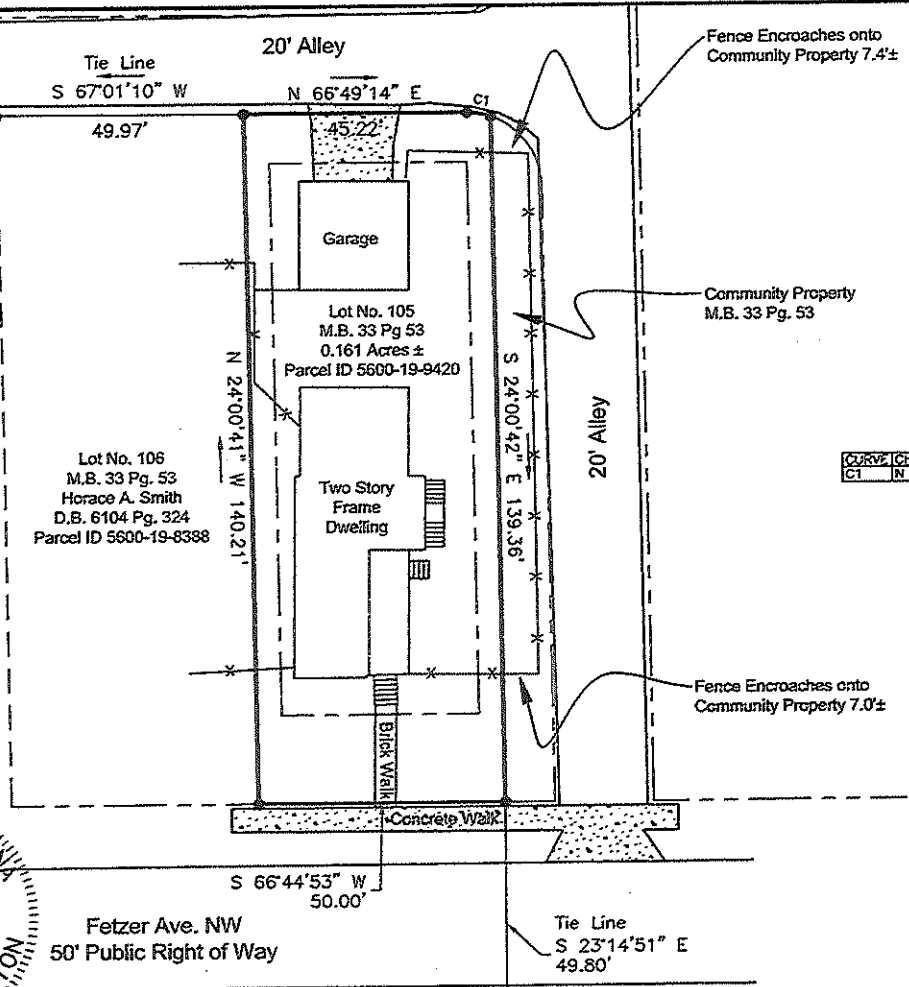 20' Alley
Tie Line
S 67°01'10" W
49.97'
N 66°49'14" E
45.22'
C1
Fence Encroaches onto
Community Property 7.4'±
Garage
Lot No. 105
M.B. 33 Pg 53
0.161 Acres ±
Parcel ID 5600-19-9420
Community Property
M.B. 33 Pg. 53
N 24°00'41" W 140.21'
S 24°00'42" E 139.36'
20' Alley
Lot No. 106
M.B. 33 Pg. 53
Horace A. Smith
D.B. 6104 Pg. 324
Parcel ID 5600-19-8388
Two Story
Frame
Dwelling
CURVE
C1 N
Fence Encroaches onto
Community Property 7.0'±
Brick Walk
Concrete Walk
S 66°44'53" W
50.00'
Fetzer Ave. NW
50' Public Right of Way
Tie Line
S 23°14'51" E
49.80'